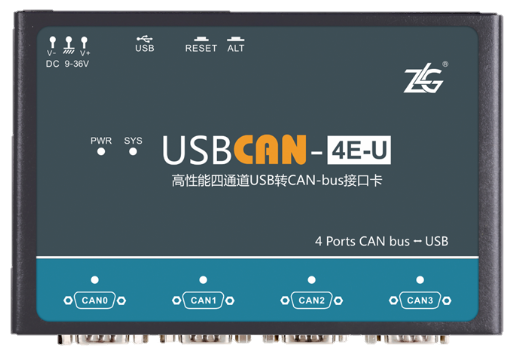 V- V+
DC 9-36V
USB
RESET ALT
ZLG®
PWR SYS
USBCAN-4E-U
高性能四通道USB转CAN-bus接口卡
4 Ports CAN bus ↔ USB
CAN0 CAN1 CAN2 CAN3